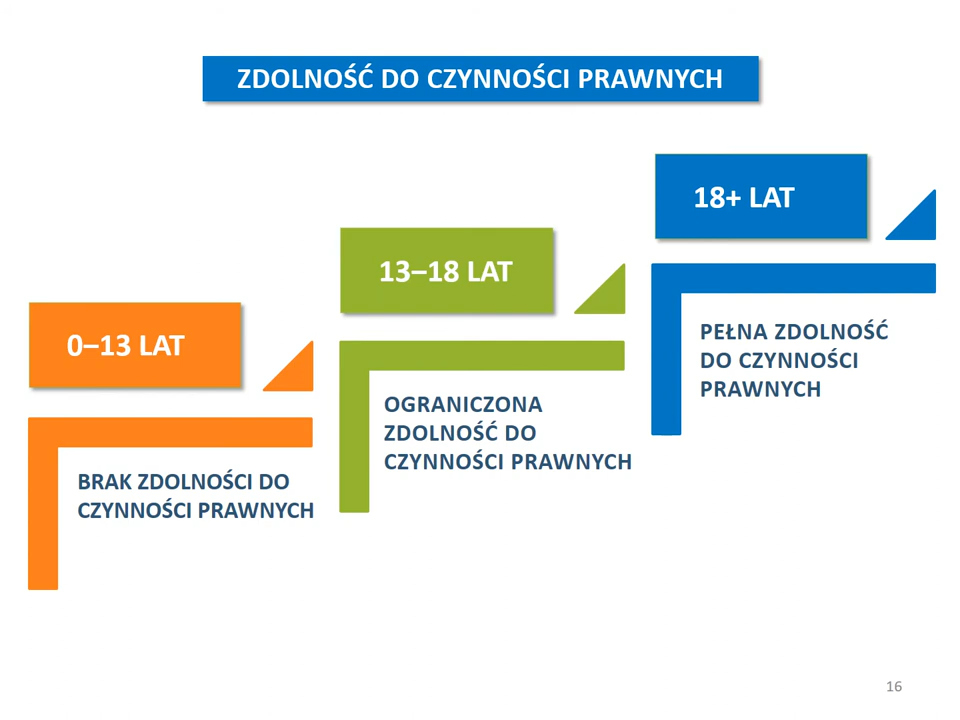 ZDOLNOŚĆ DO CZYNNOŚCI PRAWNYCH
0–13 LAT
BRAK ZDOLNOŚCI DO
CZYNNOŚCI PRAWNYCH
13–18 LAT
OGRANICZONA
ZDOLNOŚĆ DO
CZYNNOŚCI PRAWNYCH
18+ LAT
PEŁNA ZDOLNOŚĆ
DO CZYNNOŚCI
PRAWNYCH
16